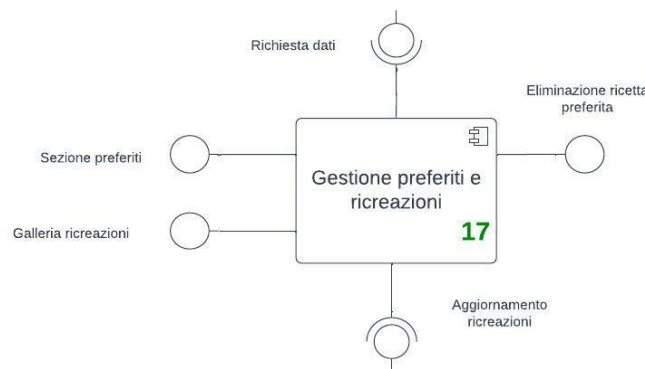 Richiesta dati
Eliminazione ricetta
preferita
Sezione preferiti
Gestione preferiti e
ricreazioni
17
Galleria ricreazioni
Aggiornamento
ricreazioni